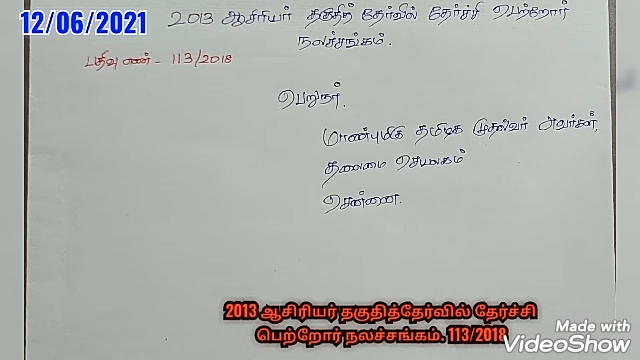 12/06/2021
2013 ஆசிரியர் தகுதித் தேர்வில் தேர்ச்சி பெற்றோர்
நலச்சங்கம்.
பதிவு எண் - 113/2018
பெறுநர்,
மாண்புமிகு தமிழக முதல்வர் அவர்கள்,
தலைமை செயலகம்
சென்னை.
2013 ஆசிரியர் தகுதித்தேர்வில் தேர்ச்சி
பெற்றோர் நலச்சங்கம். 113/2018
Made with
VideoShow